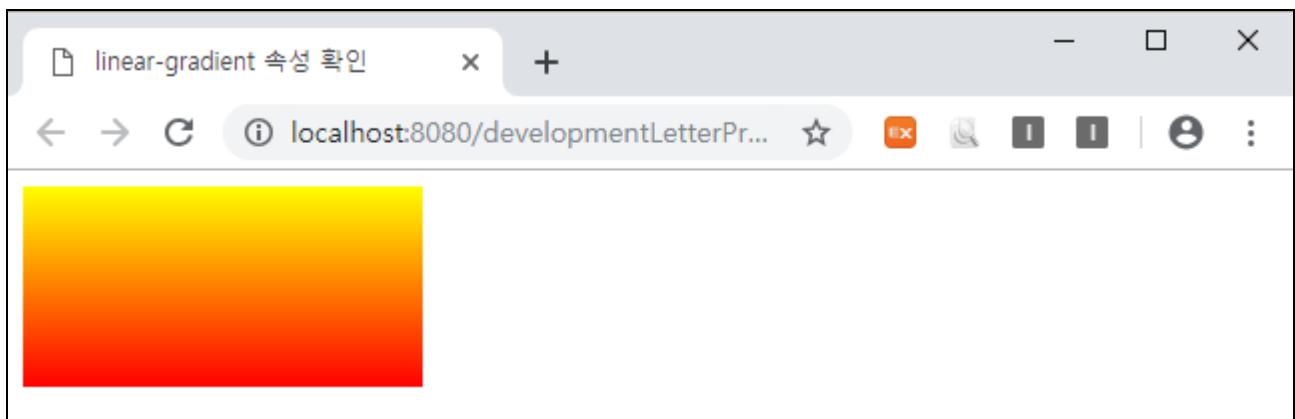 linear-gradient 속성 확인
localhost:8080/developmentLetterPr...
EX